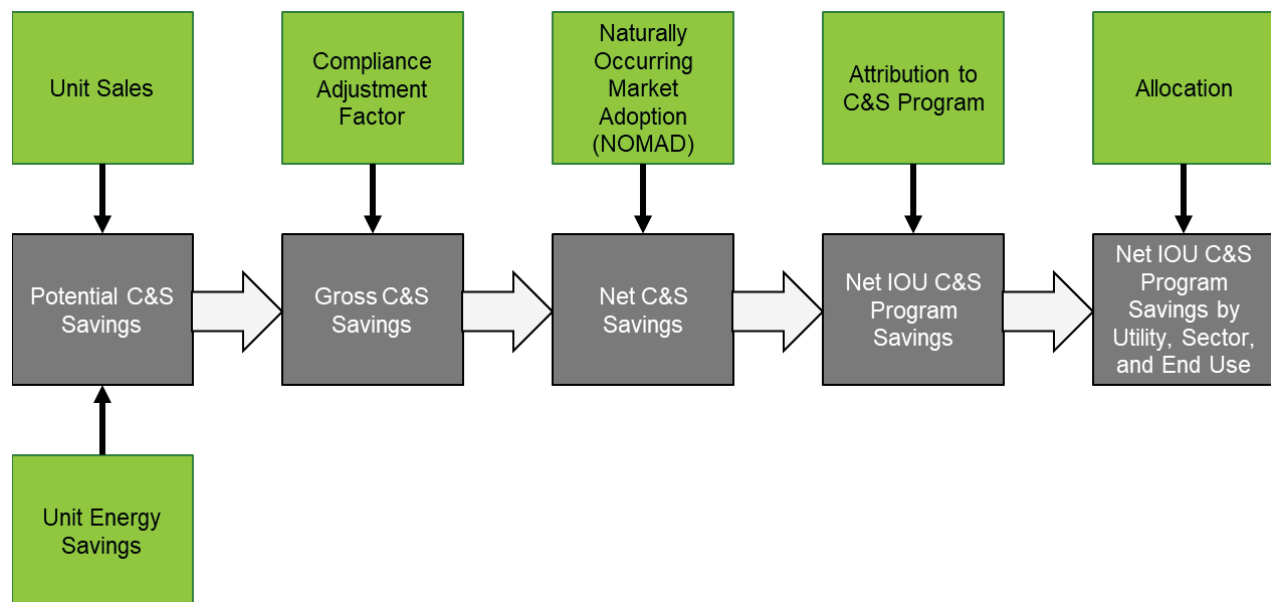 Unit Sales
Compliance
Adjustment
Factor
Naturally
Occurring
Market
Adoption
(NOMAD)
Attribution to
C&S Program
Allocation
Potential C&S
Savings
Gross C&S
Savings
Net C&S
Savings
Net IOU C&S
Program
Savings
Net IOU C&S
Program
Savings by
Utility, Sector,
and End Use
Unit Energy
Savings